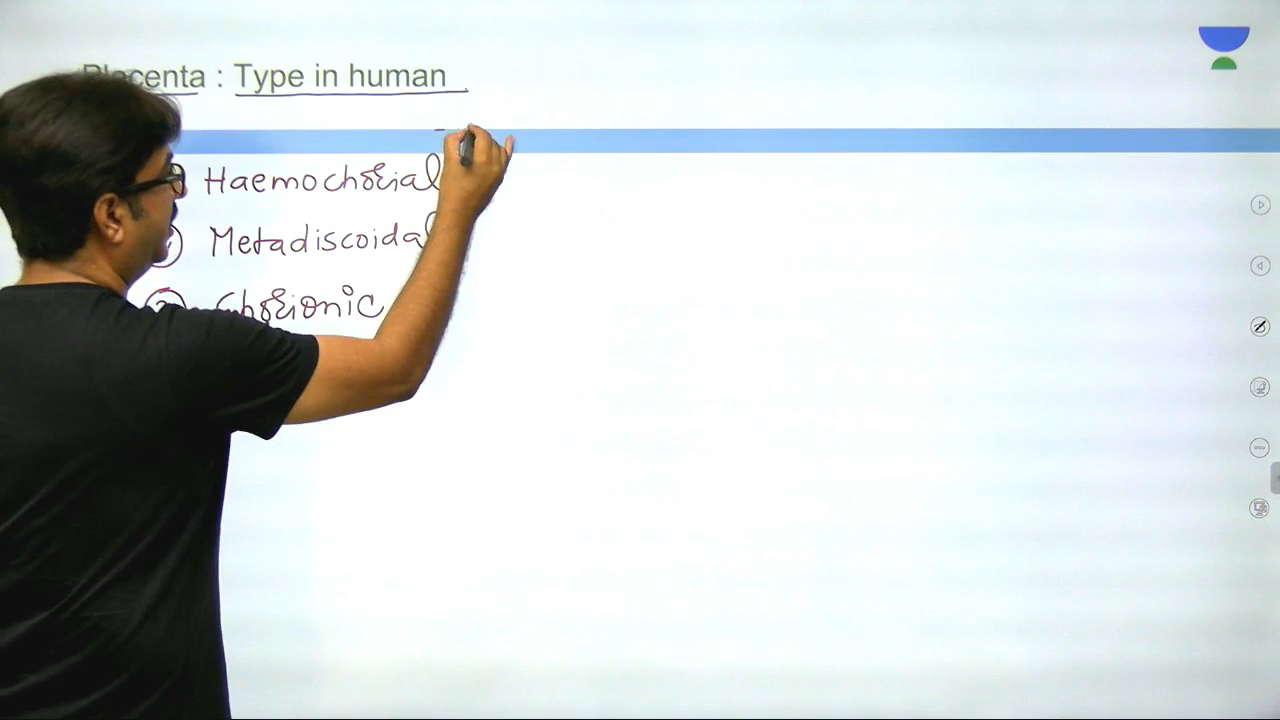 Placenta : Type in human
Haemochorial
Metadiscoidal
Chorionic